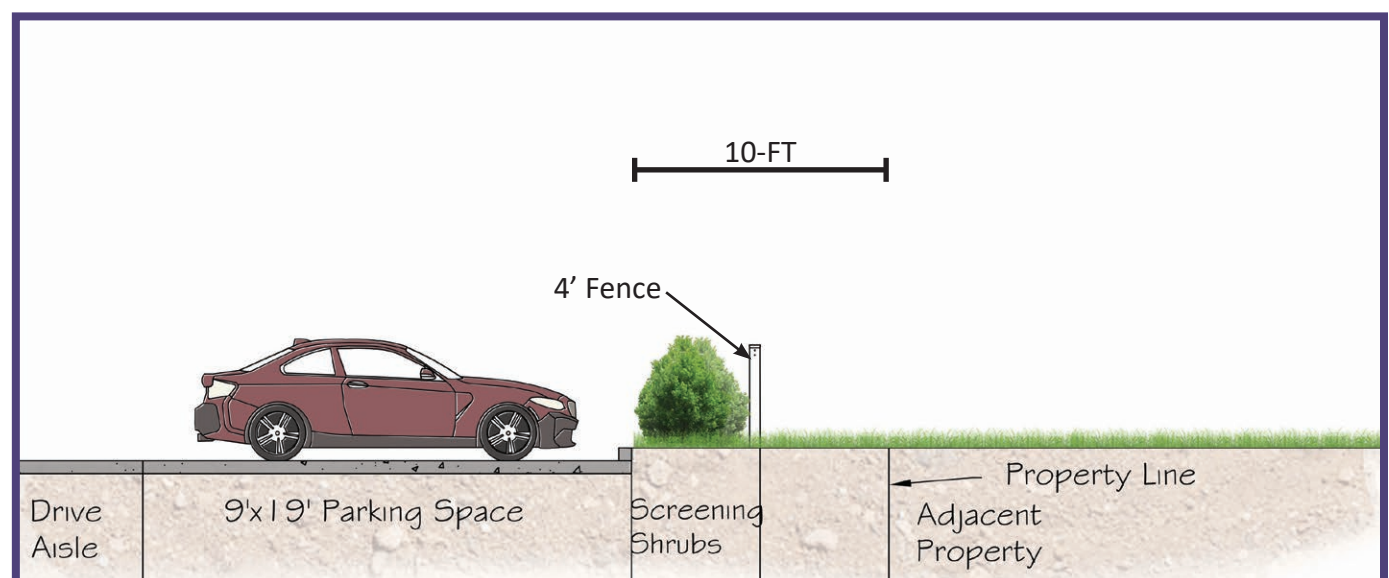 10-FT
4’ Fence
Drive
Aisle
9'x19' Parking Space
Screening
Shrubs
Property Line
Adjacent
Property